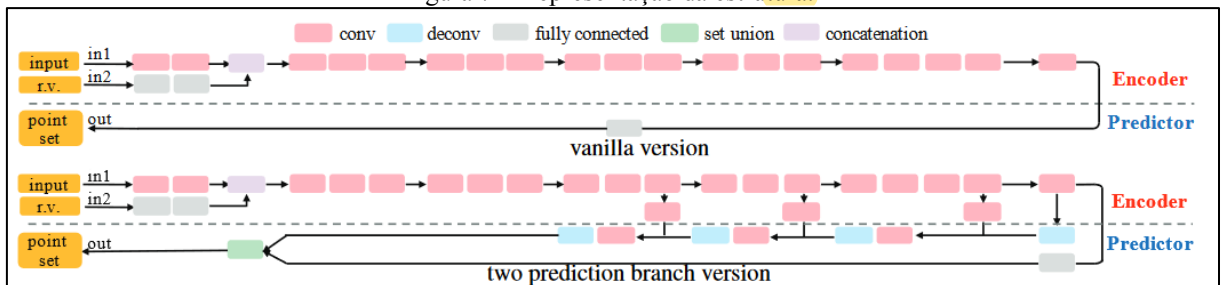 conv deconv fully connected set union concatenation
input in1
r.v. in2
Encoder
point set out
Predictor
vanilla version
input in1
r.v. in2
Encoder
point set out
Predictor
two prediction branch version